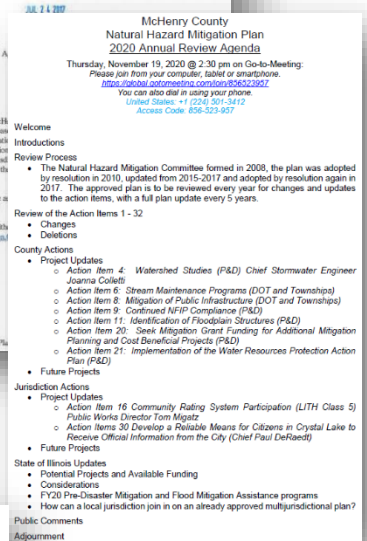 JUL 24 2017
McHenry County
Natural Hazard Mitigation Plan
2020 Annual Review Agenda
Thursday, November 19, 2020 @ 2:30 pm on Go-to-Meeting:
Please join from your computer, tablet or smartphone.
https://global.gotomeeting.com/join/856523957
You can also dial in using your phone.
United States: +1 (224) 501-3412
Access Code: 856-523-957
Welcome
Introductions
Review Process
• The Natural Hazard Mitigation Committee formed in 2008, the plan was adopted
by resolution in 2010, updated from 2015-2017 and adopted by resolution again in
2017. The approved plan is to be reviewed every year for changes and updates
to the action items, with a full plan update every 5 years.
Review of the Action Items 1 - 32
• Changes
• Deletions
County Actions
• Project Updates
o Action Item 4: Watershed Studies (P&D) Chief Stormwater Engineer
Joanna Colletti
o Action Item 6: Stream Maintenance Programs (DOT and Townships)
o Action Item 8: Mitigation of Public Infrastructure (DOT and Townships)
o Action Item 9: Continued NFIP Compliance (P&D)
o Action Item 11: Identification of Floodplain Structures (P&D)
o Action Item 20: Seek Mitigation Grant Funding for Additional Mitigation
Planning and Cost Beneficial Projects (P&D)
o Action Item 21: Implementation of the Water Resources Protection Action
Plan (P&D)
• Future Projects
Jurisdiction Actions
• Project Updates
o Action Item 16 Community Rating System Participation (LITH Class 5)
Public Works Director Tom Migatz
o Action Items 30 Develop a Reliable Means for Citizens in Crystal Lake to
Receive Official Information from the City (Chief Paul DeRaedt)
• Future Projects
State of Illinois Updates
• Potential Projects and Available Funding
• Considerations
• FY20 Pre-Disaster Mitigation and Flood Mitigation Assistance programs
• How can a local jurisdiction join in on an already approved multijurisdictional plan?
Public Comments
Adjournment